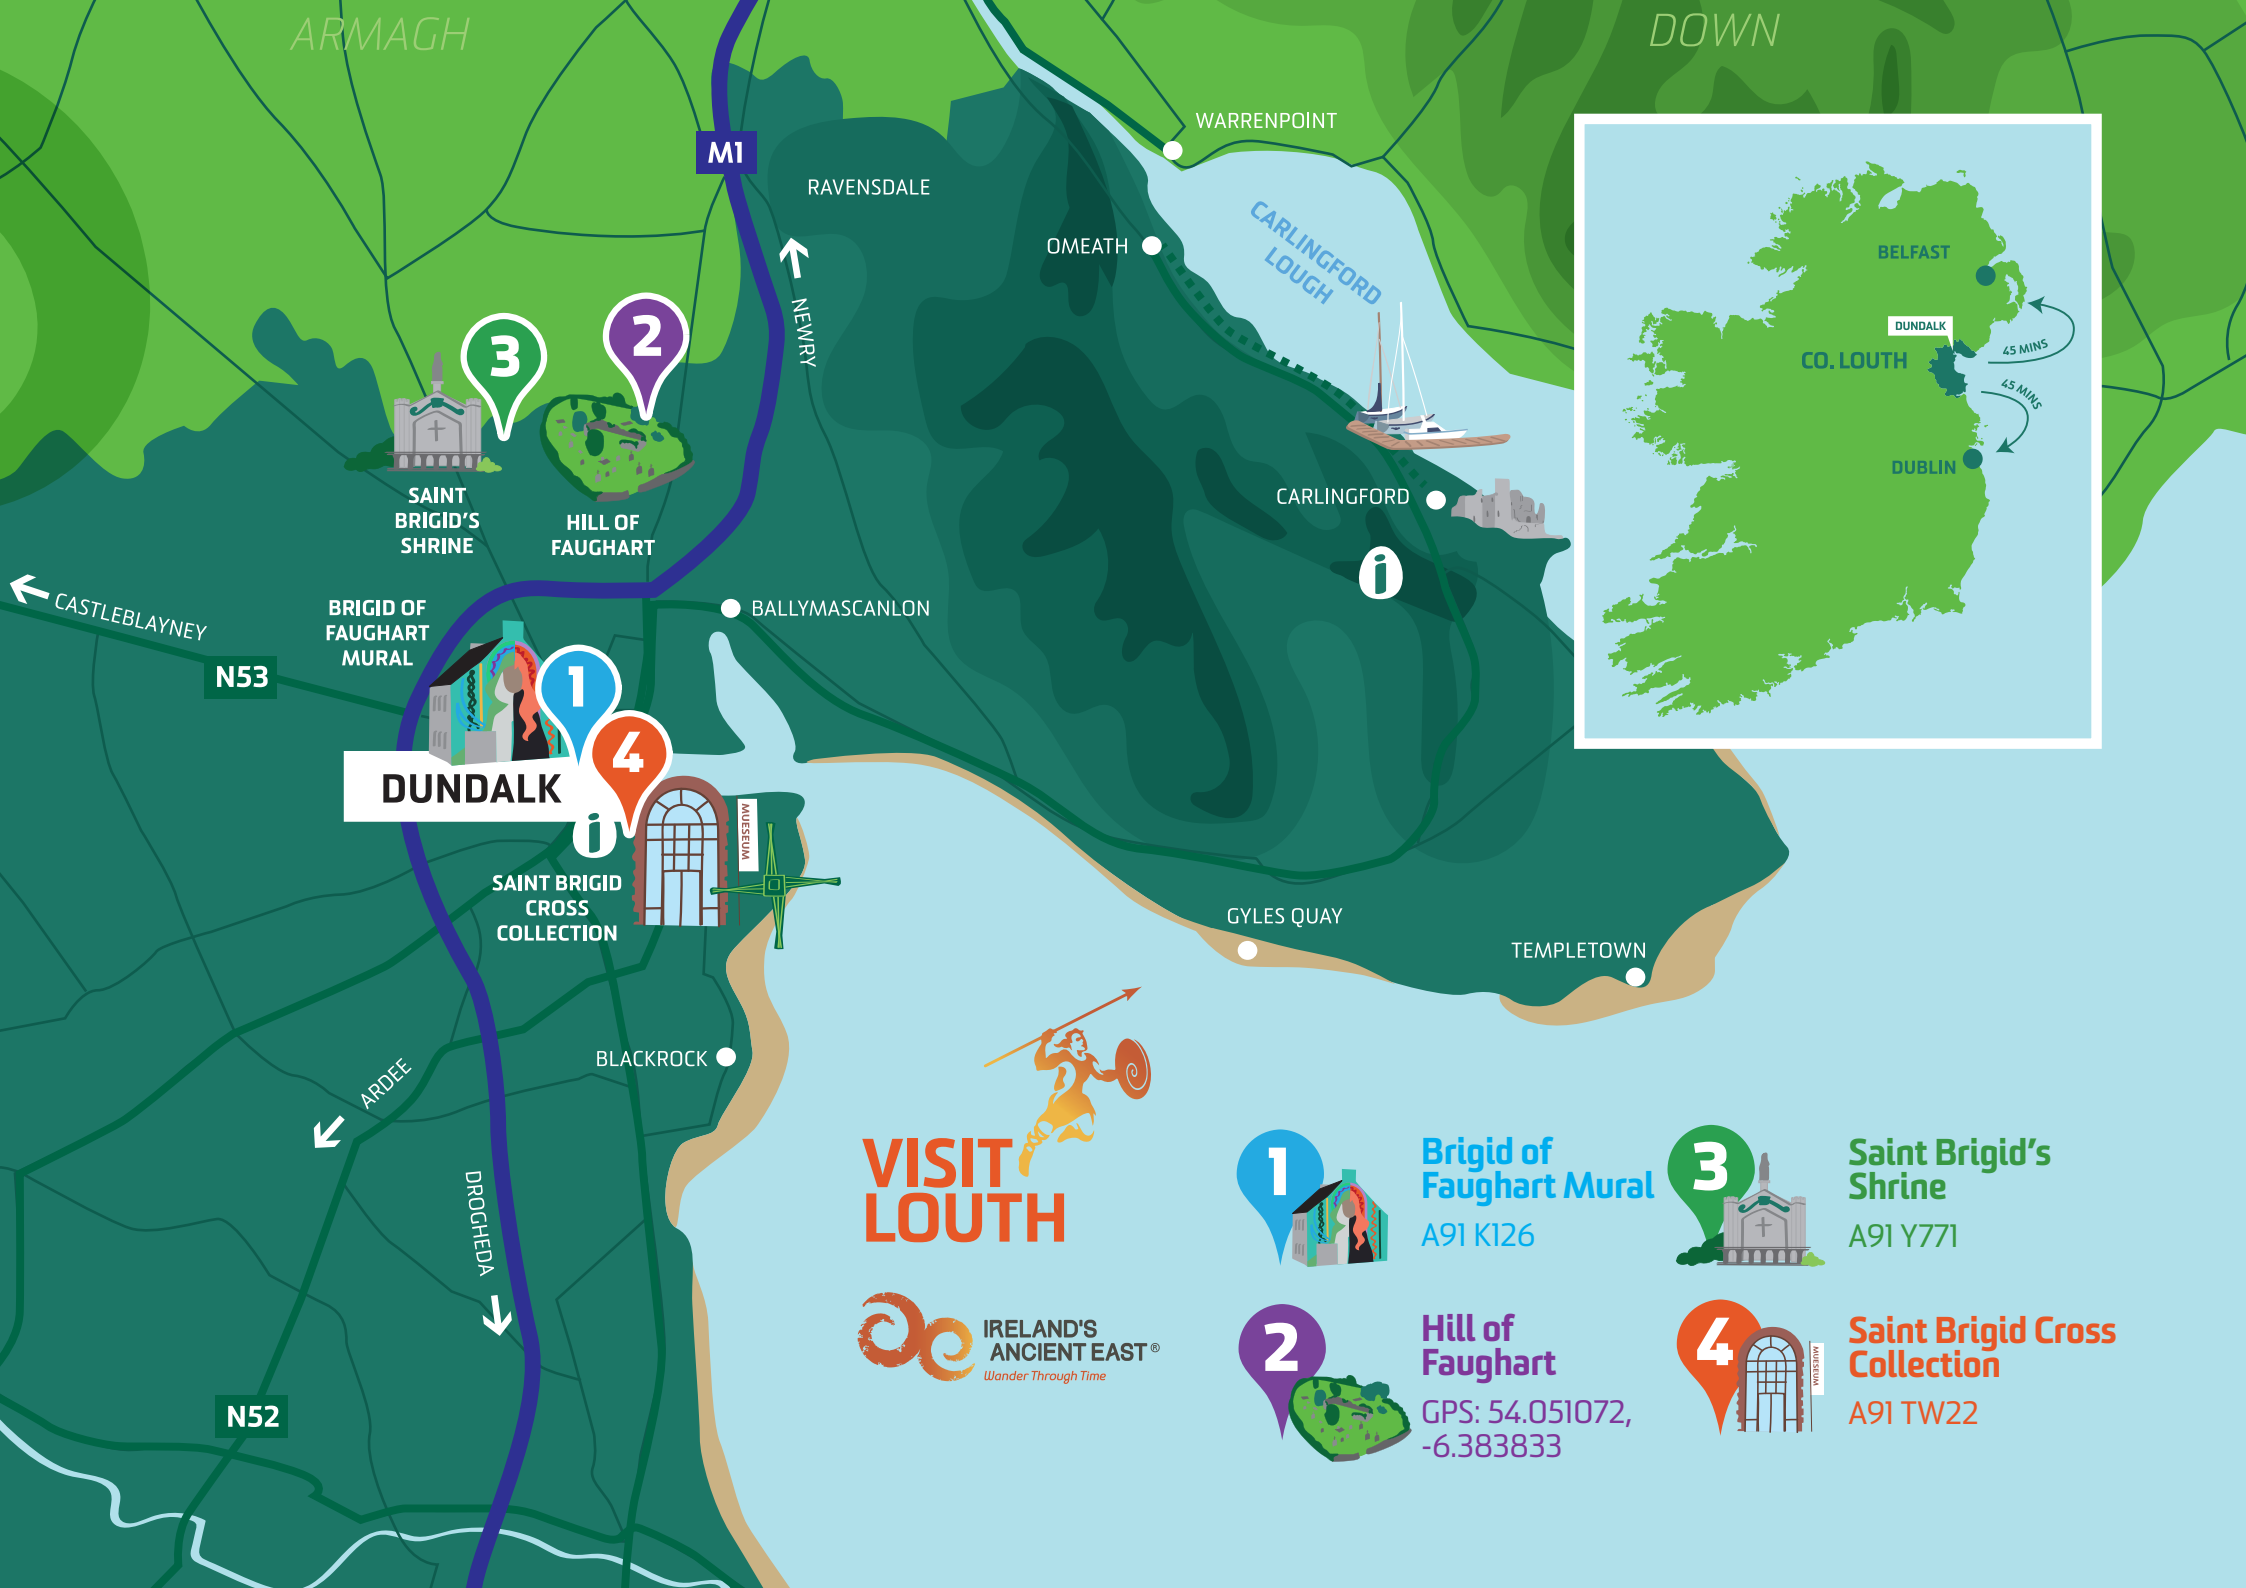 ARMAGH
DOWN
M1
WARRENPOINT
RAVENSDALE
OMEATH
CARLINGFORD
LOUGH
NEWRY
BELFAST
DUNDALK
CO. LOUTH
45 MINS
45 MINS
DUBLIN
3
2
SAINT
BRIGID'S
SHRINE
HILL OF
FAUGHART
CARLINGFORD
i
CASTLEBLAYNEY
N53
BRIGID OF
FAUGHART
MURAL
BALLYMASCANLON
1
4
DUNDALK
i
MUESEUM
SAINT BRIGID
CROSS
COLLECTION
GYLES QUAY
TEMPLETOWN
BLACKROCK
ARDEE
DROGHEDA
N52
VISIT
LOUTH
IRELAND'S
ANCIENT EAST®
Wander Through Time
1
Brigid of
Faughart Mural
A91 K126
2
Hill of
Faughart
GPS: 54.051072,
-6.383833
3
Saint Brigid's
Shrine
A91 Y771
4
MUESEUM
Saint Brigid Cross
Collection
A91 TW22